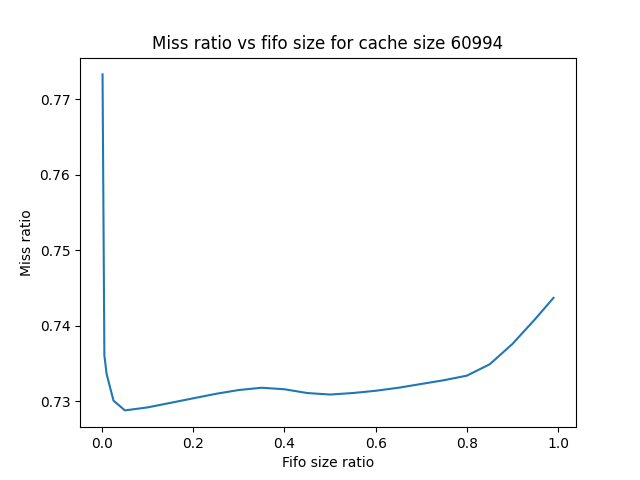 Miss ratio vs fifo size for cache size 60994
Miss ratio
0.77
0.76
0.75
0.74
0.73
0.0 0.2 0.4 0.6 0.8 1.0
Fifo size ratio